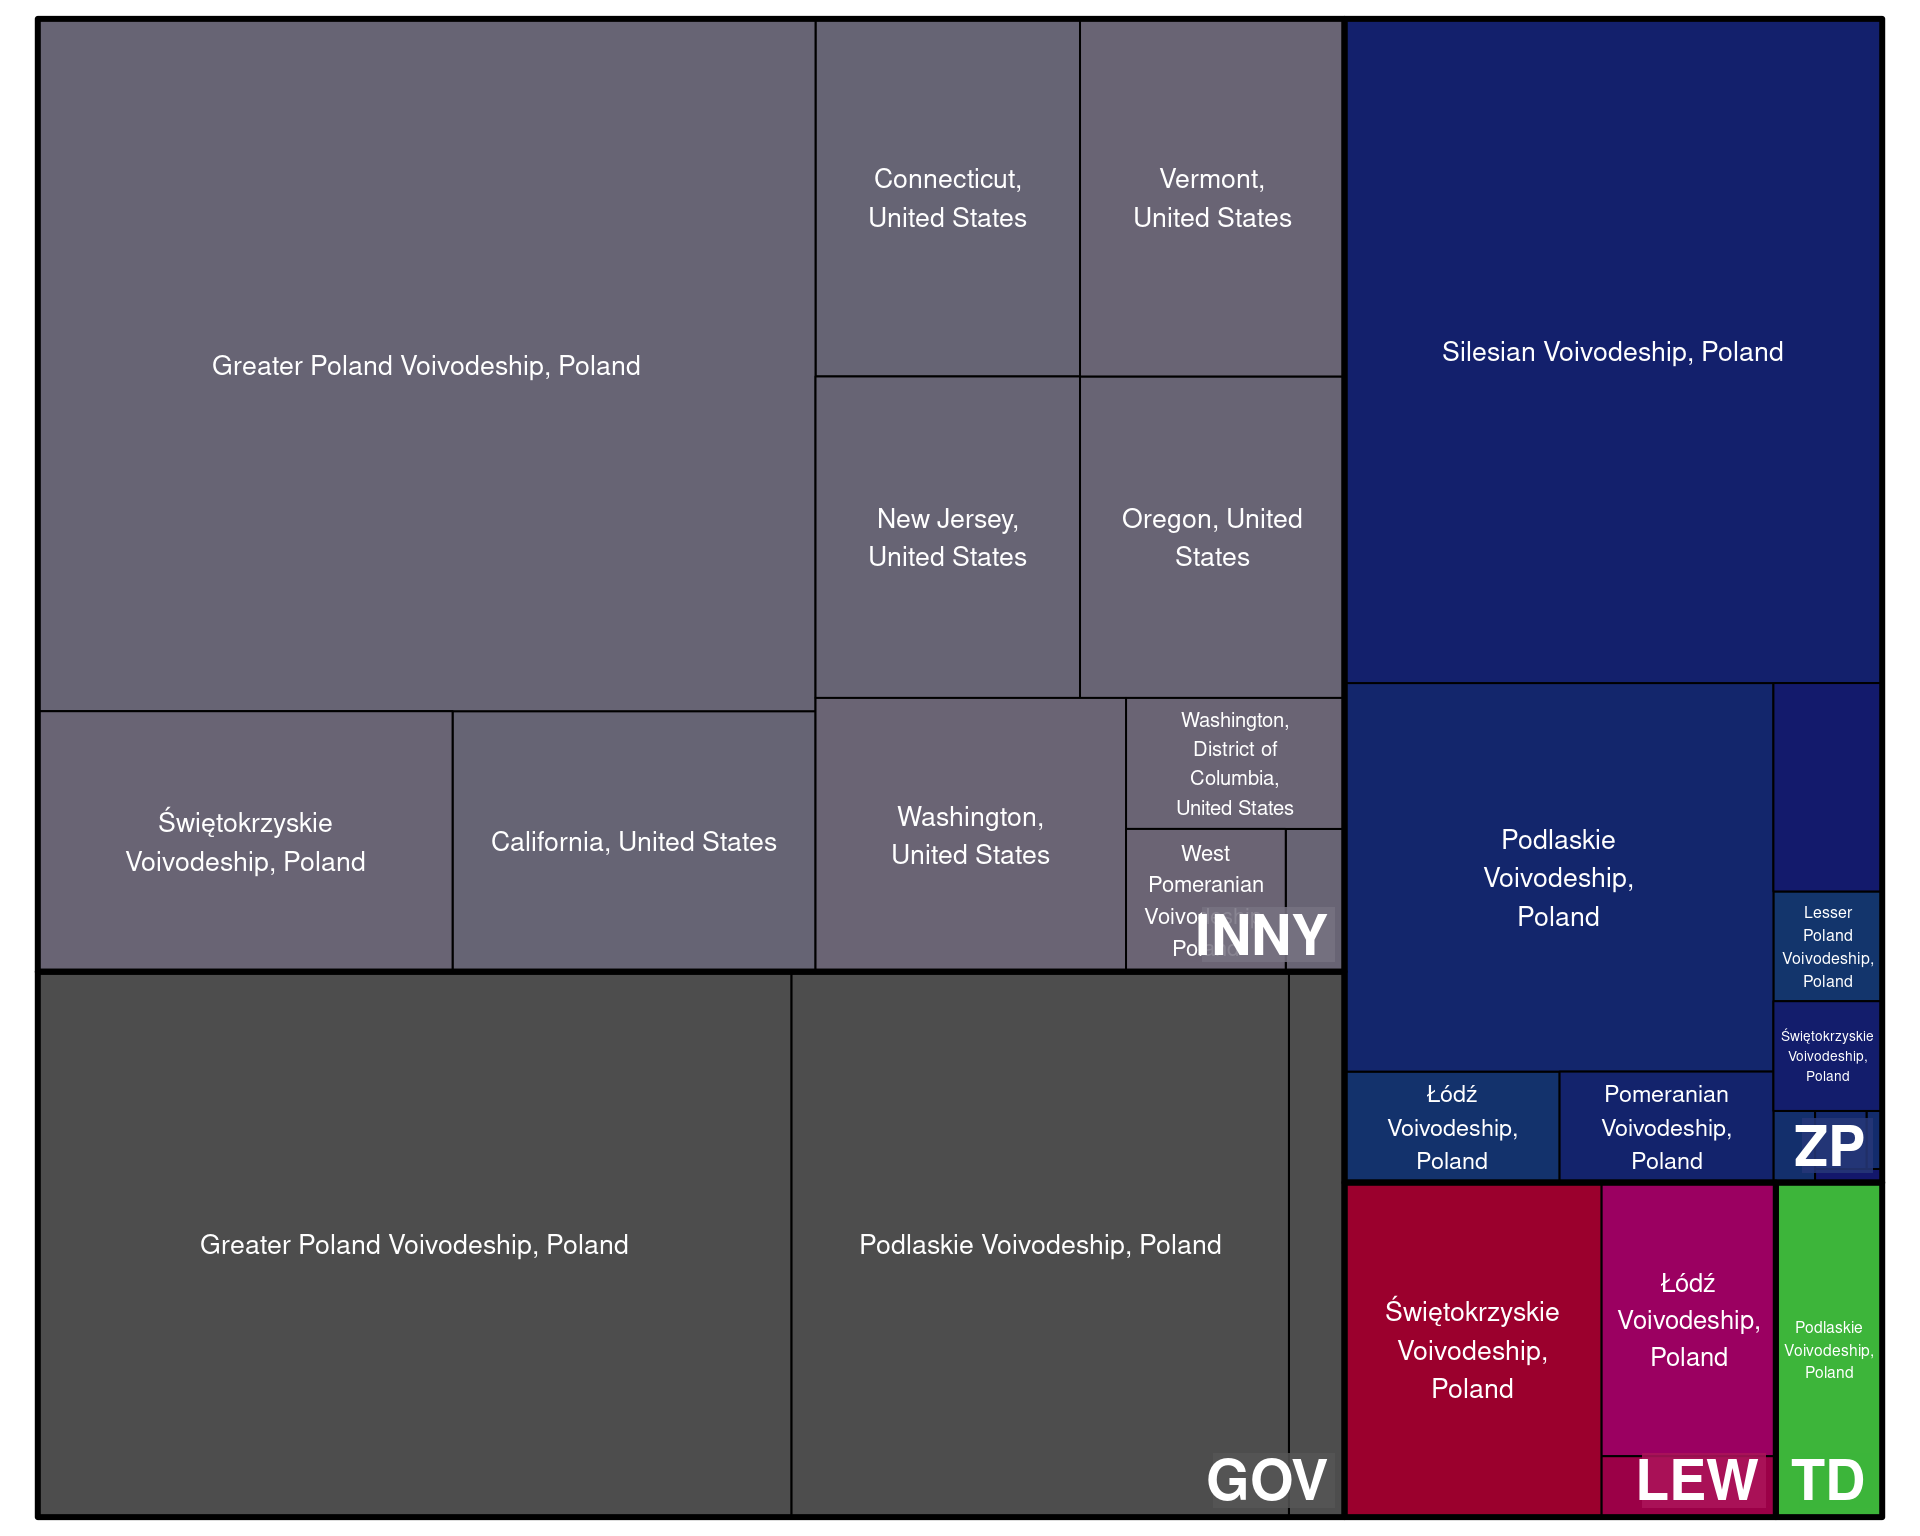 Greater Poland Voivodeship, Poland
Connecticut,
United States
Vermont,
United States
New Jersey,
United States
Oregon, United
States
Świętokrzyskie
Voivodeship, Poland
California, United States
Washington,
United States
Washington,
District of
Columbia,
United States
West
Pomeranian
INNY
Greater Poland Voivodeship, Poland
Podlaskie Voivodeship, Poland
GOV
Silesian Voivodeship, Poland
Podlaskie
Voivodeship,
Poland
Lesser
Poland
Voivodeship,
Poland
Świętokrzyskie
Voivodeship,
Poland
Łódź
Voivodeship,
Poland
Pomeranian
Voivodeship,
Poland
ZP
Świętokrzyskie
Voivodeship,
Poland
Łódź
Voivodeship,
Poland
LEW
Podlaskie
Voivodeship,
Poland
TD